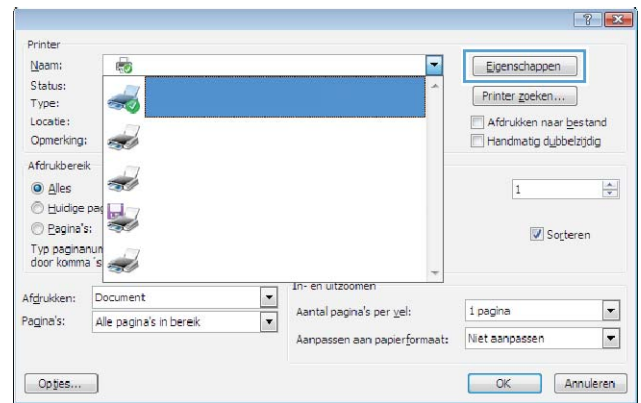 Printer
Naam:
Eigenschappen
Status:
Type:
Printer zoeken...
Locatie:
Afdrukken naar bestand
Opmerking:
Handmatig dubbelzijdig
Afdrukbereik
Alles
1
Huidige pag
Pagina's:
Sorteren
Typ paginanum
door komma 's
In- en uitzoomen
Afdrukken: Document
Aantal pagina's per vel: 1 pagina
Pagina's: Alle pagina's in bereik
Aanpassen aan papierformaat: Niet aanpassen
Opties...
OK
Annuleren